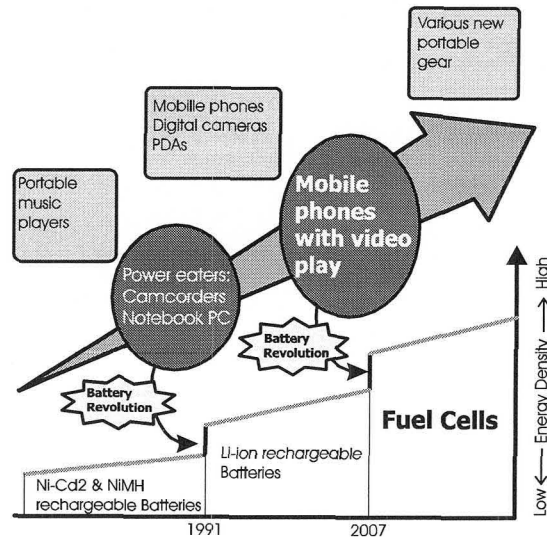 Various new
portable
gear
Mobille phones
Digital cameras
PDAs
Portable
music
players
Mobile
phones
with video
play
Power eaters:
Camcorders
Notebook PC
Battery
Revolution
Battery
Revolution
Fuel Cells
Li-ion rechargeable
Batteries
Ni-Cd2 & NiMH
rechargeable Batteries
1991
2007
Low ← Energy Density → High